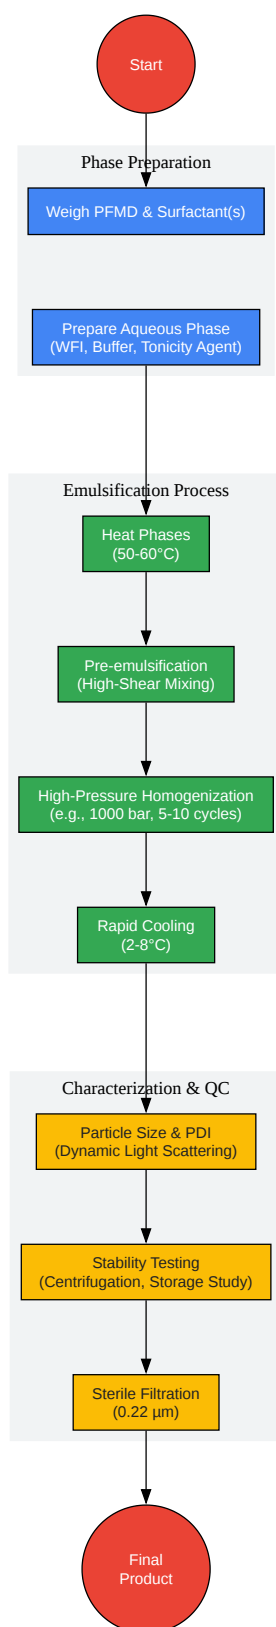 Start
Phase Preparation
Weigh PFMD & Surfactant(s)
Prepare Aqueous Phase
(WFI, Buffer, Tonicity Agent)
Emulsification Process
Heat Phases
(50-60°C)
Pre-emulsification
(High-Shear Mixing)
High-Pressure Homogenization
(e.g., 1000 bar, 5-10 cycles)
Rapid Cooling
(2-8°C)
Characterization & QC
Particle Size & PDI
(Dynamic Light Scattering)
Stability Testing
(Centrifugation, Storage Study)
Sterile Filtration
(0.22 µm)
Final
Product